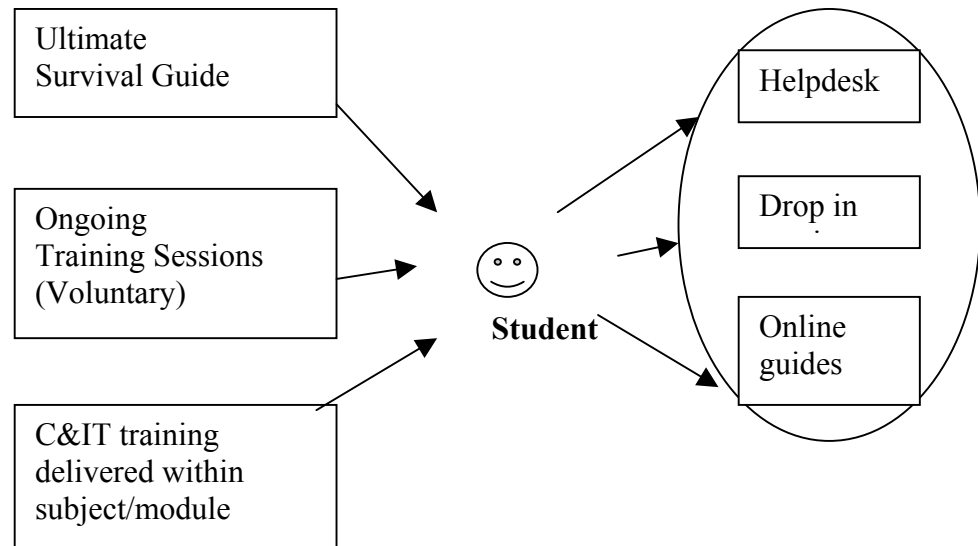 Ultimate
Survival Guide
Ongoing
Training Sessions
(Voluntary)
C&IT training
delivered within
subject/module
Student
Helpdesk
Drop in
Online
guides